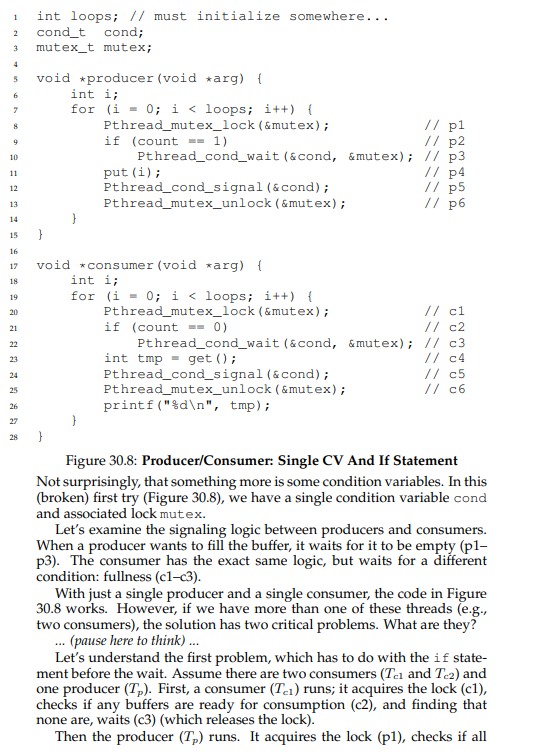 1 int loops; // must initialize somewhere...
2 cond_t cond;
3 mutex_t mutex;
4
5 void *producer(void *arg) {
6 int i;
7 for (i = 0; i < loops; i++) {
8 Pthread_mutex_lock(&mutex); // p1
9 if (count == 1) // p2
10 Pthread_cond_wait(&cond, &mutex); // p3
11 put(i); // p4
12 Pthread_cond_signal(&cond); // p5
13 Pthread_mutex_unlock(&mutex); // p6
14 }
15 }
16
17 void *consumer(void *arg) {
18 int i;
19 for (i = 0; i < loops; i++) {
20 Pthread_mutex_lock(&mutex); // c1
21 if (count == 0) // c2
22 Pthread_cond_wait(&cond, &mutex); // c3
23 int tmp = get(); // c4
24 Pthread_cond_signal(&cond); // c5
25 Pthread_mutex_unlock(&mutex); // c6
26 printf("%d\n", tmp);
27 }
28 }
Figure 30.8: Producer/Consumer: Single CV And If Statement
Not surprisingly, that something more is some condition variables. In this
(broken) first try (Figure 30.8), we have a single condition variable cond
and associated lock mutex.
Let's examine the signaling logic between producers and consumers.
When a producer wants to fill the buffer, it waits for it to be empty (p1–
p3). The consumer has the exact same logic, but waits for a different
condition: fullness (c1–c3).
With just a single producer and a single consumer, the code in Figure
30.8 works. However, if we have more than one of these threads (e.g.,
two consumers), the solution has two critical problems. What are they?
... (pause here to think) ...
Let's understand the first problem, which has to do with the if state-
ment before the wait. Assume there are two consumers (Tc1 and Tc2) and
one producer (Tp). First, a consumer (Tc1) runs; it acquires the lock (c1),
checks if any buffers are ready for consumption (c2), and finding that
none are, waits (c3) (which releases the lock).
Then the producer (Tp) runs. It acquires the lock (p1), checks if all